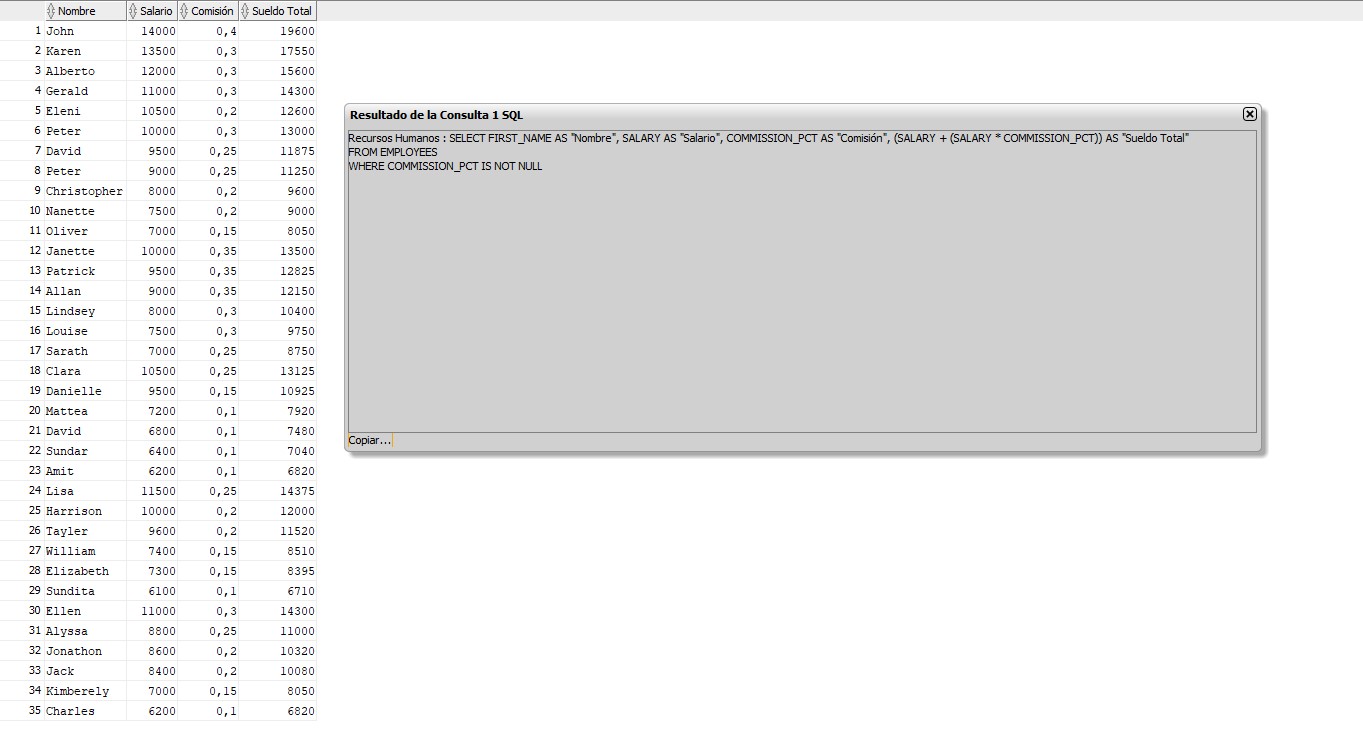 Nombre Salario Comisión Sueldo Total
1 John 14000 0,4 19600
2 Karen 13500 0,3 17550
3 Alberto 12000 0,3 15600
4 Gerald 11000 0,3 14300
5 Eleni 10500 0,2 12600
6 Peter 10000 0,3 13000
7 David 9500 0,25 11875
8 Peter 9000 0,25 11250
9 Christopher 8000 0,2 9600
10 Nanette 7500 0,2 9000
11 Oliver 7000 0,15 8050
12 Janette 10000 0,35 13500
13 Patrick 9500 0,35 12825
14 Allan 9000 0,35 12150
15 Lindsey 8000 0,3 10400
16 Louise 7500 0,3 9750
17 Sarath 7000 0,25 8750
18 Clara 10500 0,25 13125
19 Danielle 9500 0,15 10925
20 Mattea 7200 0,1 7920
21 David 6800 0,1 7480
22 Sundar 6400 0,1 7040
23 Amit 6200 0,1 6820
24 Lisa 11500 0,25 14375
25 Harrison 10000 0,2 12000
26 Tayler 9600 0,2 11520
27 William 7400 0,15 8510
28 Elizabeth 7300 0,15 8395
29 Sundita 6100 0,1 6710
30 Ellen 11000 0,3 14300
31 Alyssa 8800 0,25 11000
32 Jonathon 8600 0,2 10320
33 Jack 8400 0,2 10080
34 Kimberely 7000 0,15 8050
35 Charles 6200 0,1 6820
Resultado de la Consulta 1 SQL
Recursos Humanos : SELECT FIRST_NAME AS "Nombre", SALARY AS "Salario", COMMISSION_PCT AS "Comisión", (SALARY + (SALARY * COMMISSION_PCT)) AS "Sueldo Total"
FROM EMPLOYEES
WHERE COMMISSION_PCT IS NOT NULL
Copiar...